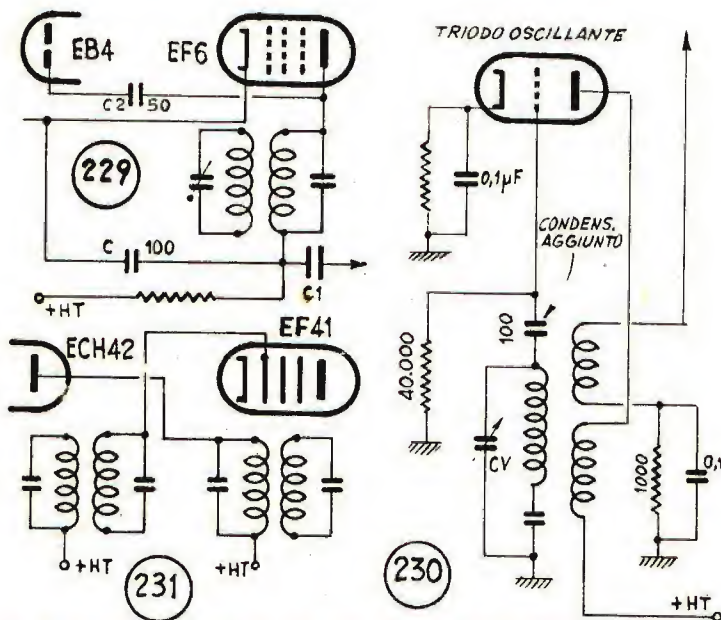 EB4
EF6
C2 50
229
C 100
C1
+HT
ECH42
EF41
+HT
+HT
231
TRIODO OSCILLANTE
0,1µF
CONDENS.
AGGIUNTO
100
40.000
CV
1000
0,1
230
+HT